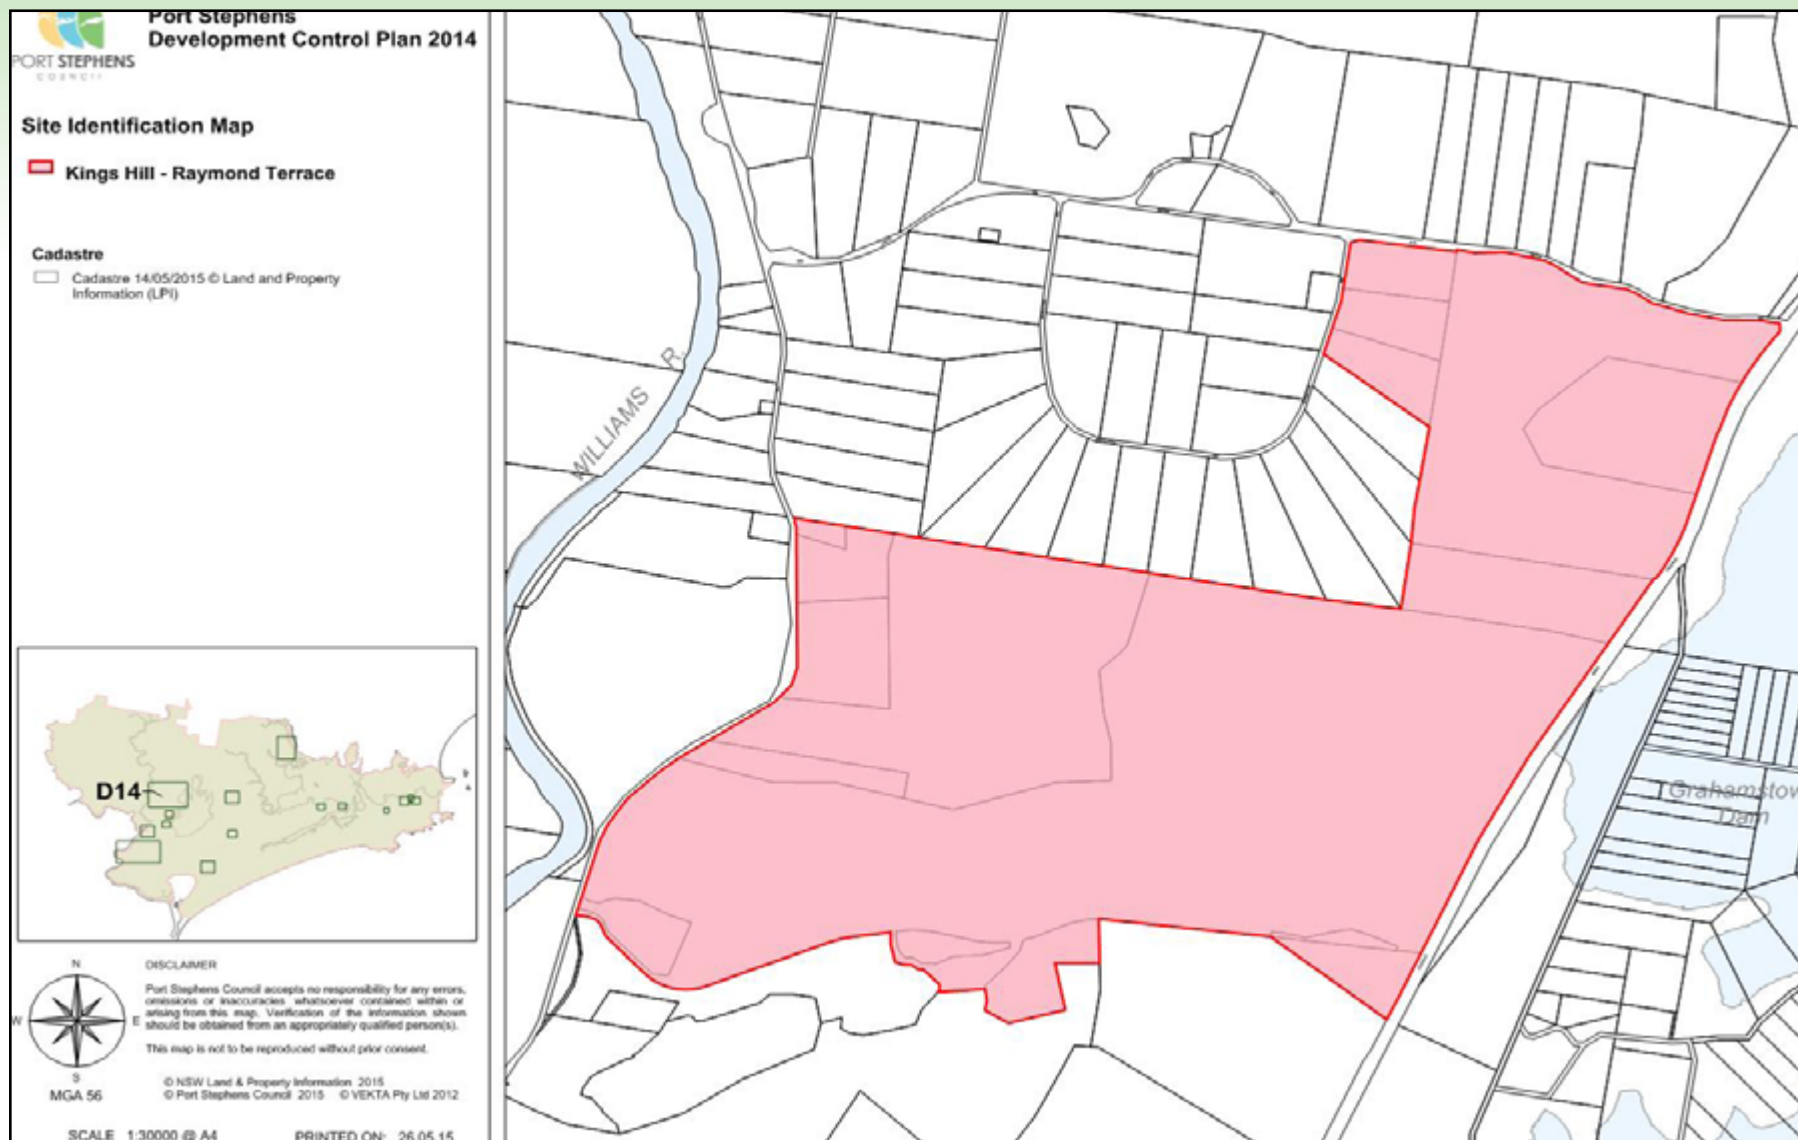 Port Stephens
Development Control Plan 2014
PORT STEPHENS
COUNCIL
Site Identification Map
Kings Hill - Raymond Terrace
Cadastre
Cadastre 14/05/2015 © Land and Property
Information (LPI)
D14
N
W
E
S
MGA 56
DISCLAIMER
Port Stephens Council accepts no responsibility for any errors,
omissions or inaccuracies whatsoever contained within or
arising from this map. Verification of the information shown
should be obtained from an appropriately qualified person(s).
This map is not to be reproduced without prior consent.
© NSW Land & Property Information 2015
© Port Stephens Council 2015 © VEKTA Pty Ltd 2012
SCALE 1:30000 @ A4
PRINTED ON: 26.05.15
WILLIAMS R.
Grahamstow
Dam